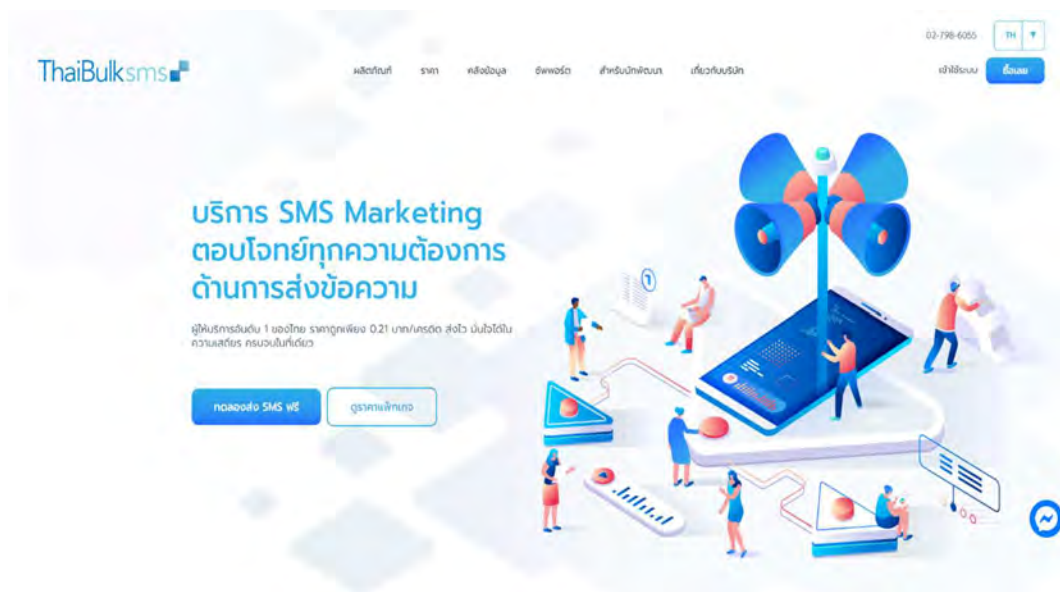 02-798-6055
TH
ThaiBulksms
ผลิตภัณฑ์
ราคา
คลังข้อมูล
ซัพพอร์ต
สำหรับนักพัฒนา
เกี่ยวกับบริษัท
เข้าใช้ระบบ
ซื้อเลย
บริการ SMS Marketing
ตอบโจทย์ทุกความต้องการ
ด้านการส่งข้อความ
ผู้ให้บริการอันดับ 1 ของไทย ราคาถูกเพียง 0.21 บาท/เครดิต ส่งไว มั่นใจได้ใน
ความเสถียร ครบจบในที่เดียว
ทดลองส่ง SMS ฟรี
ดูราคาแพ็กเกจ
1